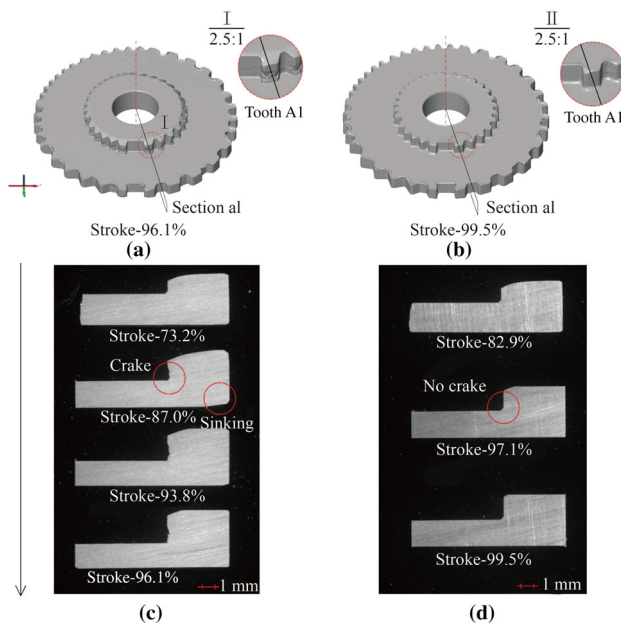 I
2.5:1
Tooth A1
I
Section al
Stroke-96.1%
(a)
II
2.5:1
Tooth A1
Section al
Stroke-99.5%
(b)
Stroke-73.2%
Crake
Stroke-87.0%
Sinking
Stroke-93.8%
Stroke-96.1%
1 mm
(c)
Stroke-82.9%
No crake
Stroke-97.1%
Stroke-99.5%
1 mm
(d)